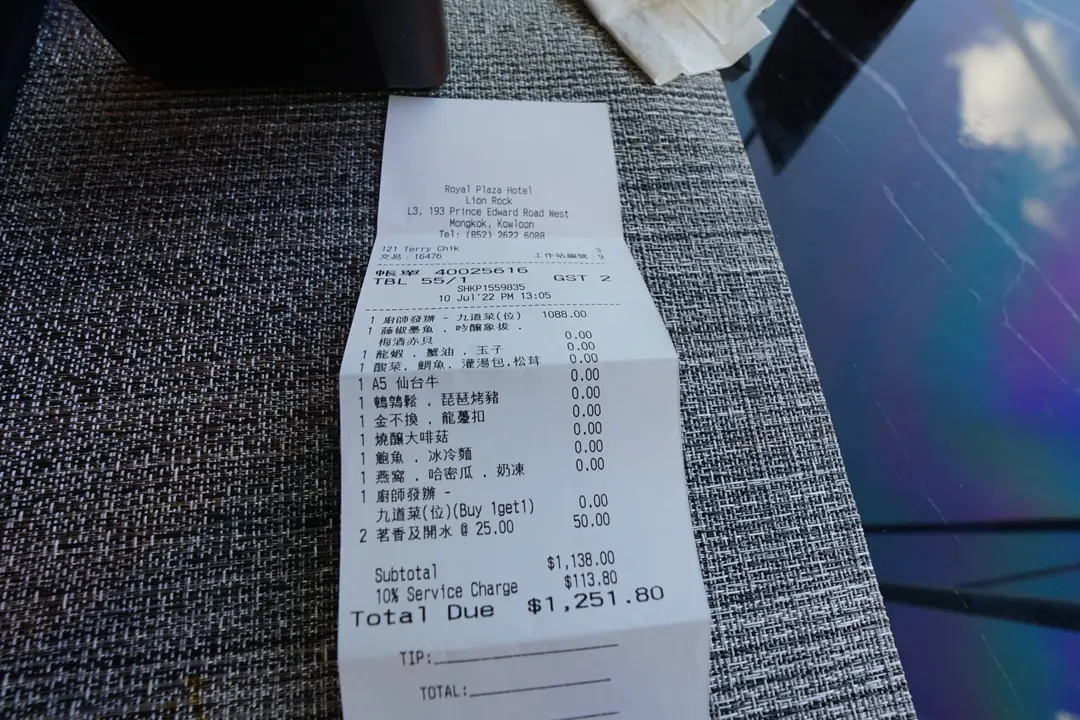 Royal Plaza Hotel
Lion Rock
L3, 193 Prince Edward Road West
Mongkok, Kowloon
Tel: (852) 2622 6088
121 Terry Chik 3
交易: 16476 工作站編號: 9
帳單 40025616
TBL 55/1 GST 2
SHKP1559835
10 Jul'22 PM 13:05
1 廚師發辦 - 九道菜(位) 1088.00
1 藤椒墨魚 . 吟釀象拔 .
梅酒赤貝 0.00
1 龍蝦 . 蟹油 . 玉子 0.00
1 酸菜. 鯛魚. 灌湯包,松茸 0.00
1 A5 仙台牛 0.00
1 鵪鶉鬆 . 琵琶烤豬 0.00
1 金不換 . 龍躉扣 0.00
1 燒釀大啡菇 0.00
1 鮑魚 . 冰冷麵 0.00
1 燕窩 . 哈密瓜 . 奶凍 0.00
1 廚師發辦 -
九道菜(位)(Buy 1get1) 0.00
2 茗香及開水 @ 25.00 50.00
Subtotal $1,138.00
10% Service Charge $113.80
Total Due $1,251.80
TIP:
TOTAL: